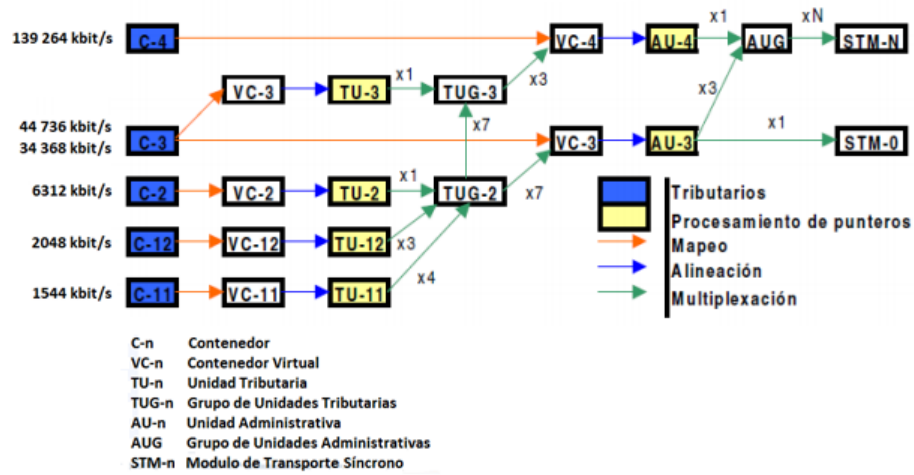 139 264 kbit/s C-4 VC-4 AU-4 x1 AUG xN STM-N
VC-3 TU-3 x1 TUG-3 x3
x7 x3
44 736 kbit/s
34 368 kbit/s C-3 VC-3 AU-3 x1 STM-0
6312 kbit/s C-2 VC-2 TU-2 x1 TUG-2 x7
2048 kbit/s C-12 VC-12 TU-12 x3
1544 kbit/s C-11 VC-11 TU-11 x4
Tributarios
Procesamiento de punteros
Mapeo
Alineación
Multiplexación
C-n Contenedor
VC-n Contenedor Virtual
TU-n Unidad Tributaria
TUG-n Grupo de Unidades Tributarias
AU-n Unidad Administrativa
AUG Grupo de Unidades Administrativas
STM-n Modulo de Transporte Síncrono